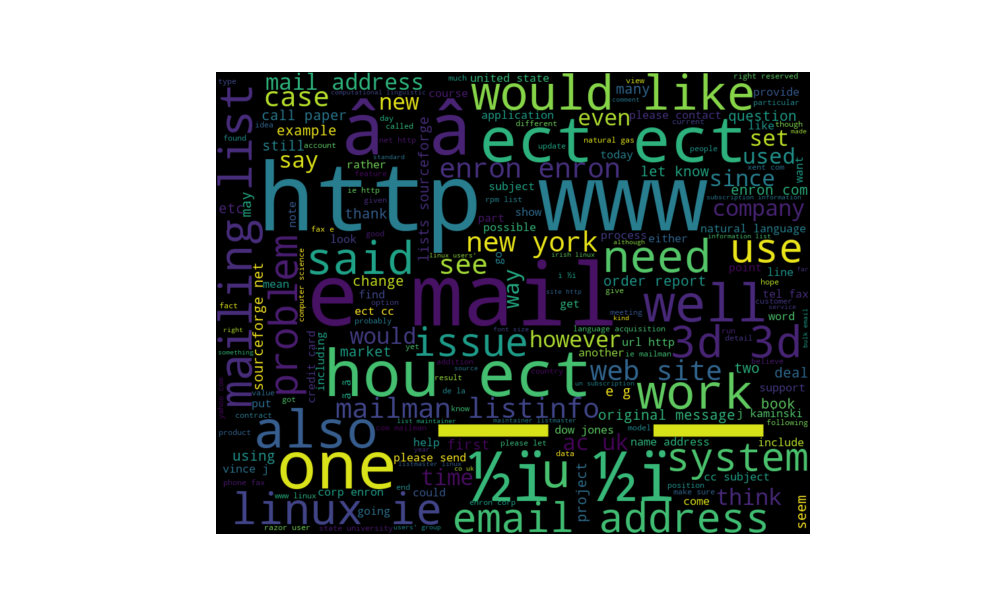 type
mail address
much
united state
view
right reserved
computational linguistic
course
would like
many
provide
comment
particular
case
new
call paper
idea
day
called
example
application
different
even
please contact
question
current
like
though
made
found
still
account
â â
ect ect
set
net http
update
natural gas
people
say
standard
today
used
want
rather
enron enron
let know
since
xent com
mailing list
may
etc
ie http
feature
subject
enron com
http www
given
rpm list
subscription information
note
thank
lists sourceforge
part
show
company
possible
natural language
fax e
look
good
new york
process
either
information list
although
said
linux users'
see
go
irish linux
need
use
problem
computer science
sourceforge net
mean
change
way
i ½ï
point
line
far
find
site http
order report
hope
option
get
give
tel fax
e mail
well
customer
service
fact
ect cc
probably
meeting
kind
right
would
issue
font size
language acquisition
run
bulk email
something
yet
however
url http
3d 3d
detail
including
market
another
ie mailman
believe
credit card
addition
source
hou ect
country
web site
two
deal
result
un subscription
support
value
got
de la
e g
work
put
book
contract
mailman listinfo
know
original message
j
kaminski
also
list maintainer
maintainer listmaster
following
product
com mailman
dow jones
model
help
first
please let
ac uk
name address
include
using
one
year
please send
data
system
vince j
listmaster linux
co uk
½ïu ½ï
cc subject
phone fax
time
project
position
end
www linux
corp enron
could
enron corp
make sure
come
think
linux ie
going
email address
seem
razor user
state university
users' group
word